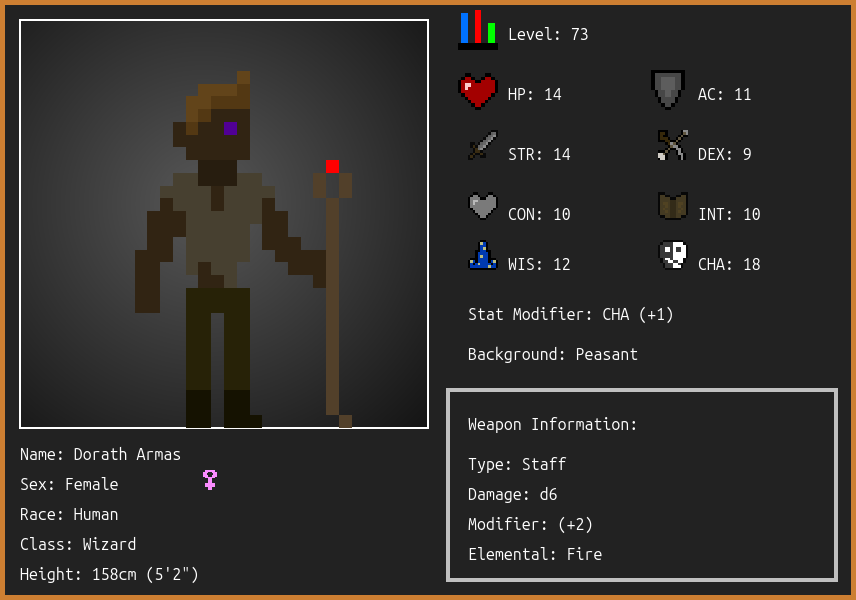 Level: 73
HP: 14
AC: 11
STR: 14
DEX: 9
CON: 10
INT: 10
WIS: 12
CHA: 18
Stat Modifier: CHA (+1)
Background: Peasant
Weapon Information:
Type: Staff
Damage: d6
Modifier: (+2)
Elemental: Fire
Name: Dorath Armas
Sex: Female
Race: Human
Class: Wizard
Height: 158cm (5'2")